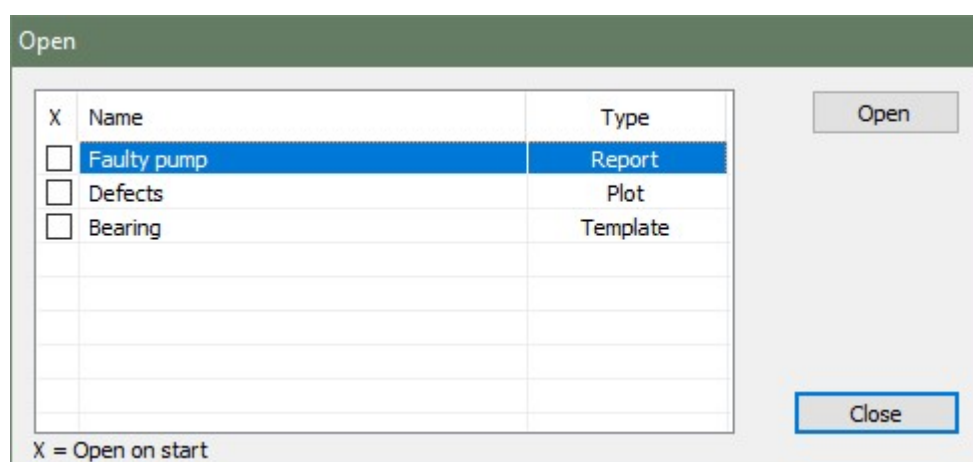 Open
X Name Type Open
Faulty pump Report
Defects Plot
Bearing Template
Close
X = Open on start